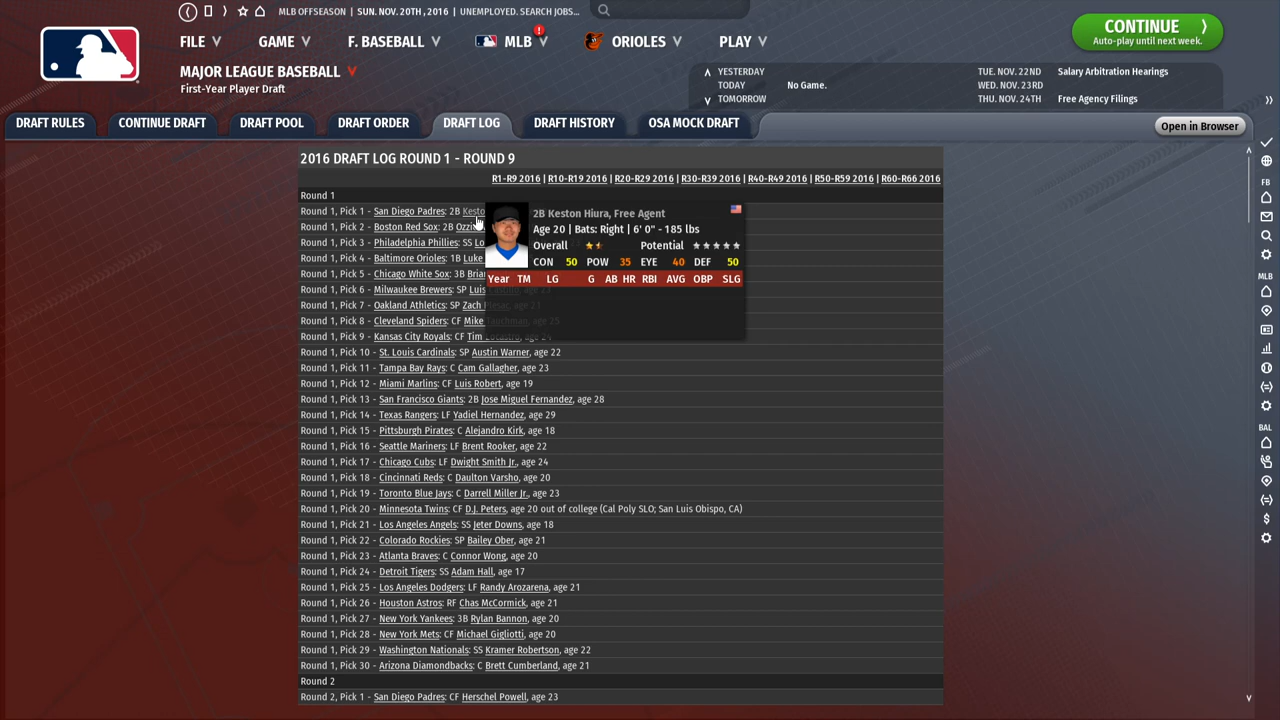 MLB OFFSEASON | SUN. NOV. 20TH, 2016 | UNEMPLOYED. SEARCH JOBS...
FILE GAME F. BASEBALL MLB ! ORIOLES PLAY
CONTINUE
Auto-play until next week.
MAJOR LEAGUE BASEBALL
First-Year Player Draft
YESTERDAY
TODAY No Game.
TOMORROW
TUE. NOV. 22ND Salary Arbitration Hearings
WED. NOV. 23RD
THU. NOV. 24TH Free Agency Filings
DRAFT RULES CONTINUE DRAFT DRAFT POOL DRAFT ORDER DRAFT LOG DRAFT HISTORY OSA MOCK DRAFT
Open in Browser
2016 DRAFT LOG ROUND 1 - ROUND 9
R1-R9 2016 | R10-R19 2016 | R20-R29 2016 | R30-R39 2016 | R40-R49 2016 | R50-R59 2016 | R60-R66 2016
Round 1
Round 1, Pick 1 - San Diego Padres: 2B Kesto
Round 1, Pick 2 - Boston Red Sox: 2B Ozzi
Round 1, Pick 3 - Philadelphia Phillies: SS Lo
Round 1, Pick 4 - Baltimore Orioles: 1B Luke
Round 1, Pick 5 - Chicago White Sox: 3B Bria
Round 1, Pick 6 - Milwaukee Brewers: SP Luis
Round 1, Pick 7 - Oakland Athletics: SP Zach
Round 1, Pick 8 - Cleveland Spiders: CF Mike Tauchman, age 25
Round 1, Pick 9 - Kansas City Royals: CF Tim Locastro, age 24
Round 1, Pick 10 - St. Louis Cardinals: SP Austin Warner, age 22
Round 1, Pick 11 - Tampa Bay Rays: C Cam Gallagher, age 23
Round 1, Pick 12 - Miami Marlins: CF Luis Robert, age 19
Round 1, Pick 13 - San Francisco Giants: 2B Jose Miguel Fernandez, age 28
Round 1, Pick 14 - Texas Rangers: LF Yadiel Hernandez, age 29
Round 1, Pick 15 - Pittsburgh Pirates: C Alejandro Kirk, age 18
Round 1, Pick 16 - Seattle Mariners: LF Brent Rooker, age 22
Round 1, Pick 17 - Chicago Cubs: LF Dwight Smith Jr., age 24
Round 1, Pick 18 - Cincinnati Reds: C Daulton Varsho, age 20
Round 1, Pick 19 - Toronto Blue Jays: C Darrell Miller Jr., age 23
Round 1, Pick 20 - Minnesota Twins: CF D.J. Peters, age 20 out of college (Cal Poly SLO; San Luis Obispo, CA)
Round 1, Pick 21 - Los Angeles Angels: SS Jeter Downs, age 18
Round 1, Pick 22 - Colorado Rockies: SP Bailey Ober, age 21
Round 1, Pick 23 - Atlanta Braves: C Connor Wong, age 20
Round 1, Pick 24 - Detroit Tigers: SS Adam Hall, age 17
Round 1, Pick 25 - Los Angeles Dodgers: LF Randy Arozarena, age 21
Round 1, Pick 26 - Houston Astros: RF Chas McCormick, age 21
Round 1, Pick 27 - New York Yankees: 3B Rylan Bannon, age 20
Round 1, Pick 28 - New York Mets: CF Michael Gigliotti, age 20
Round 1, Pick 29 - Washington Nationals: SS Kramer Robertson, age 22
Round 1, Pick 30 - Arizona Diamondbacks: C Brett Cumberland, age 21
Round 2
Round 2, Pick 1 - San Diego Padres: CF Herschel Powell, age 23
2B Keston Hiura, Free Agent
Age 20 | Bats: Right | 6' 0" - 185 lbs
Overall Potential
CON 50 POW 35 EYE 40 DEF 50
Year TM LG G AB HR RBI AVG OBP SLG
FB
MLB
BAL